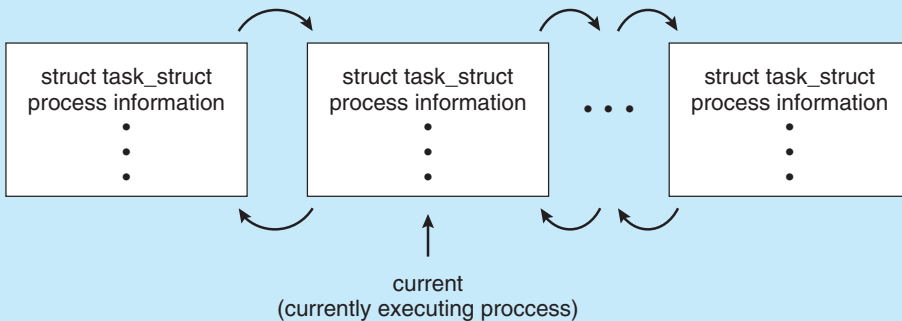 struct task_struct
process information
•
•
•
struct task_struct
process information
•
•
•
• • •
struct task_struct
process information
•
•
•
current
(currently executing proccess)